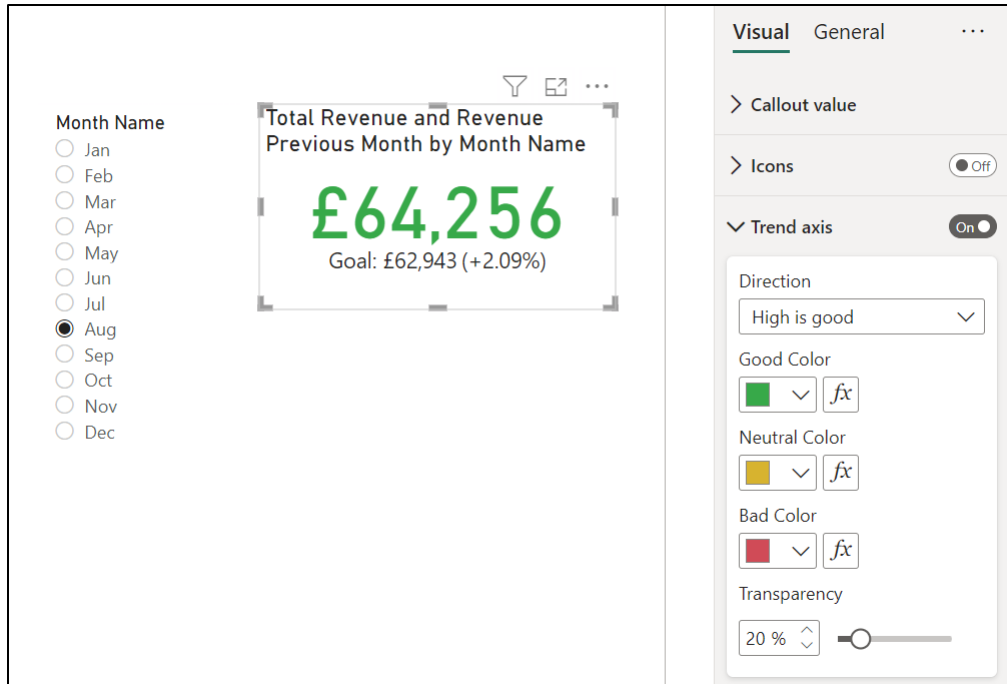 Month Name
Jan
Feb
Mar
Apr
May
Jun
Jul
Aug
Sep
Oct
Nov
Dec
Total Revenue and Revenue
Previous Month by Month Name
£64,256
Goal: £62,943 (+2.09%)
Visual General
Callout value
Icons Off
Trend axis On
Direction
High is good
Good Color
fx
Neutral Color
fx
Bad Color
fx
Transparency
20 %